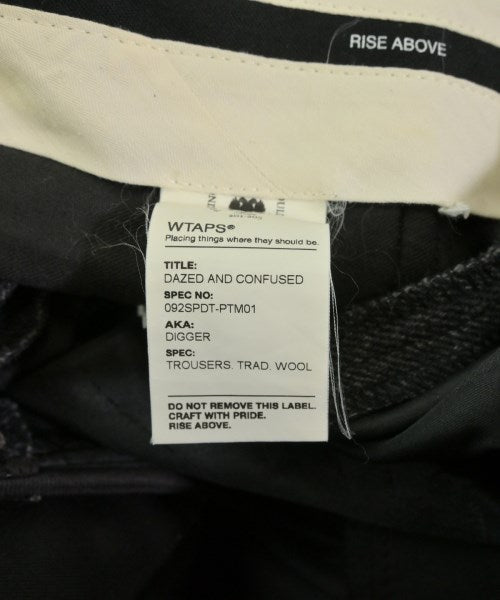 RISE ABOVE
WTAPS®
Placing things where they should be.
TITLE:
DAZED AND CONFUSED
SPEC NO:
092SPDT-PTM01
AKA:
DIGGER
SPEC:
TROUSERS. TRAD. WOOL
DO NOT REMOVE THIS LABEL.
CRAFT WITH PRIDE.
RISE ABOVE.